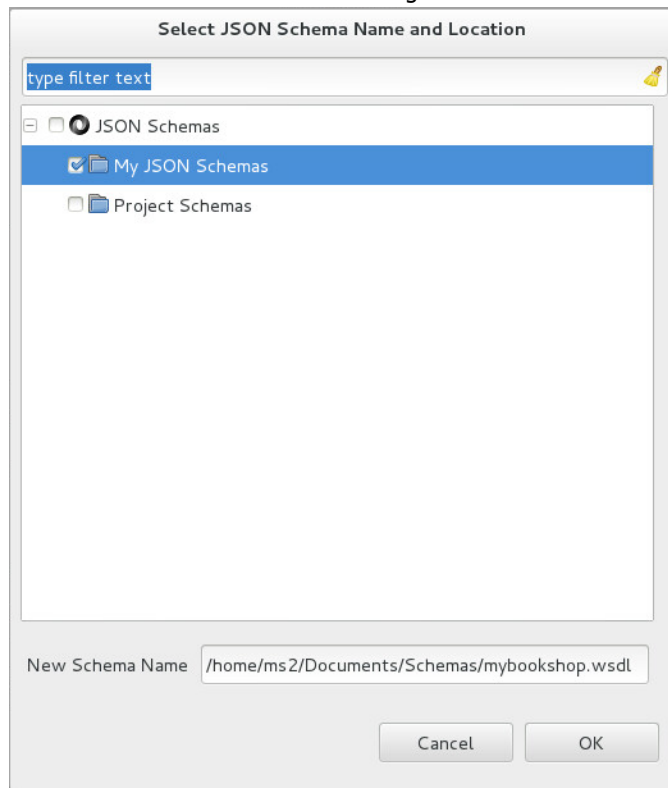 Select JSON Schema Name and Location
type filter text
JSON Schemas
My JSON Schemas
Project Schemas
New Schema Name /home/ms2/Documents/Schemas/mybookshop.wsdl
Cancel OK